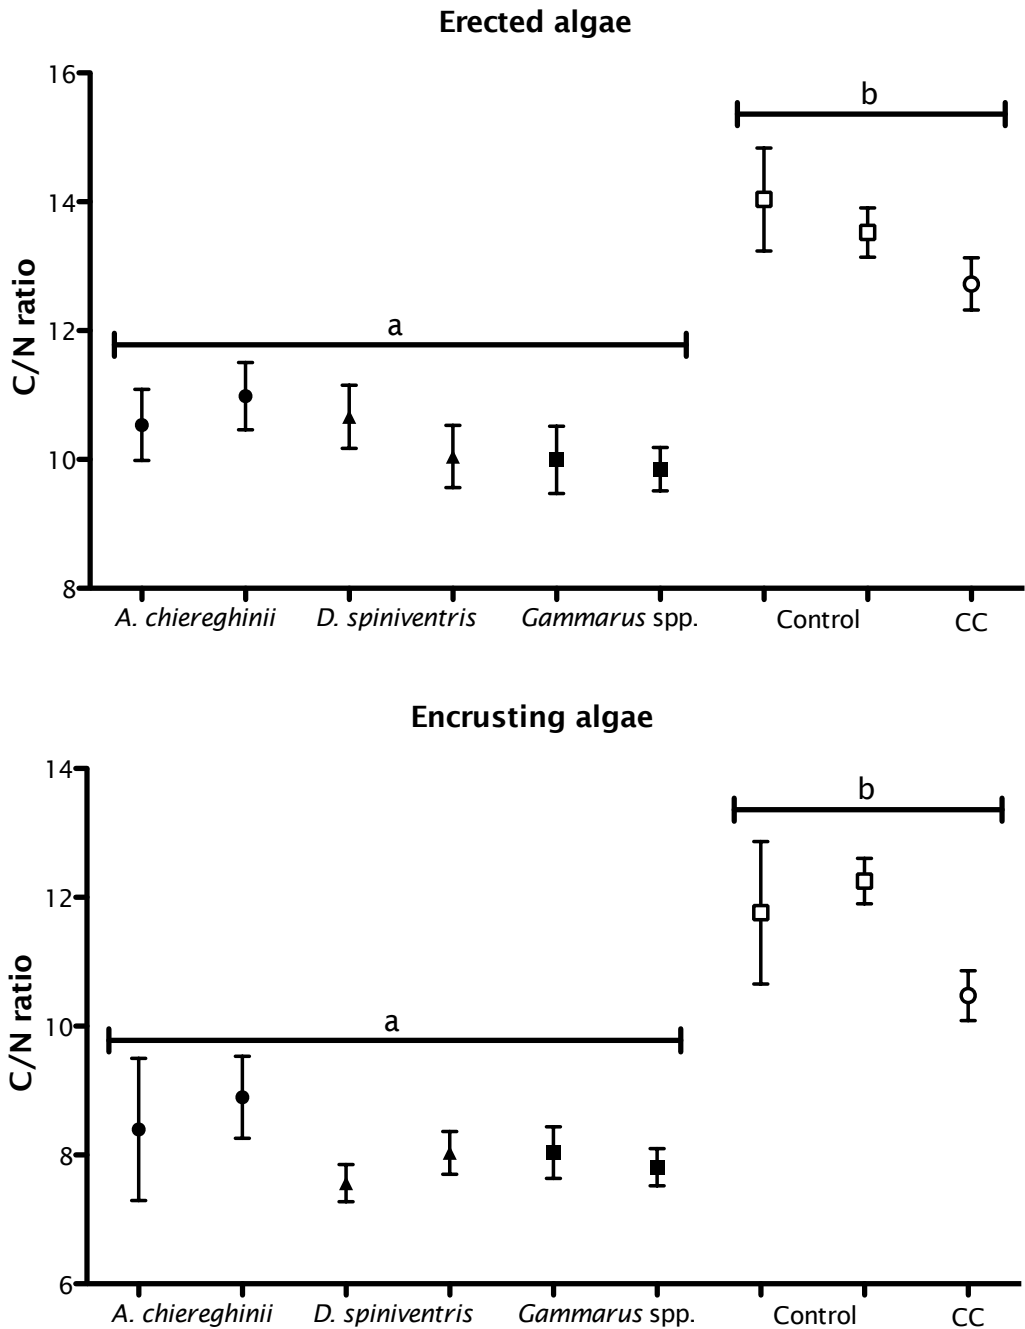 Erected algae
16
b
14
C/N ratio
12
a
10
8
A. chiereghinii D. spiniventris Gammarus spp. Control CC
Encrusting algae
14
b
12
C/N ratio
10
a
8
6
A. chiereghinii D. spiniventris Gammarus spp. Control CC